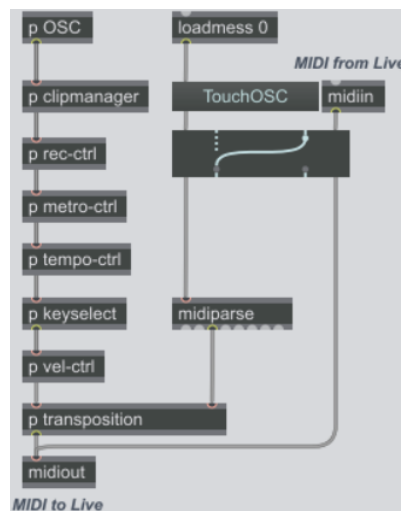 p OSC
loadmess 0
MIDI from Live
p clipmanager
TouchOSC
midiin
p rec-ctrl
p metro-ctrl
p tempo-ctrl
p keyselect
midiparse
p vel-ctrl
p transposition
midiout
MIDI to Live